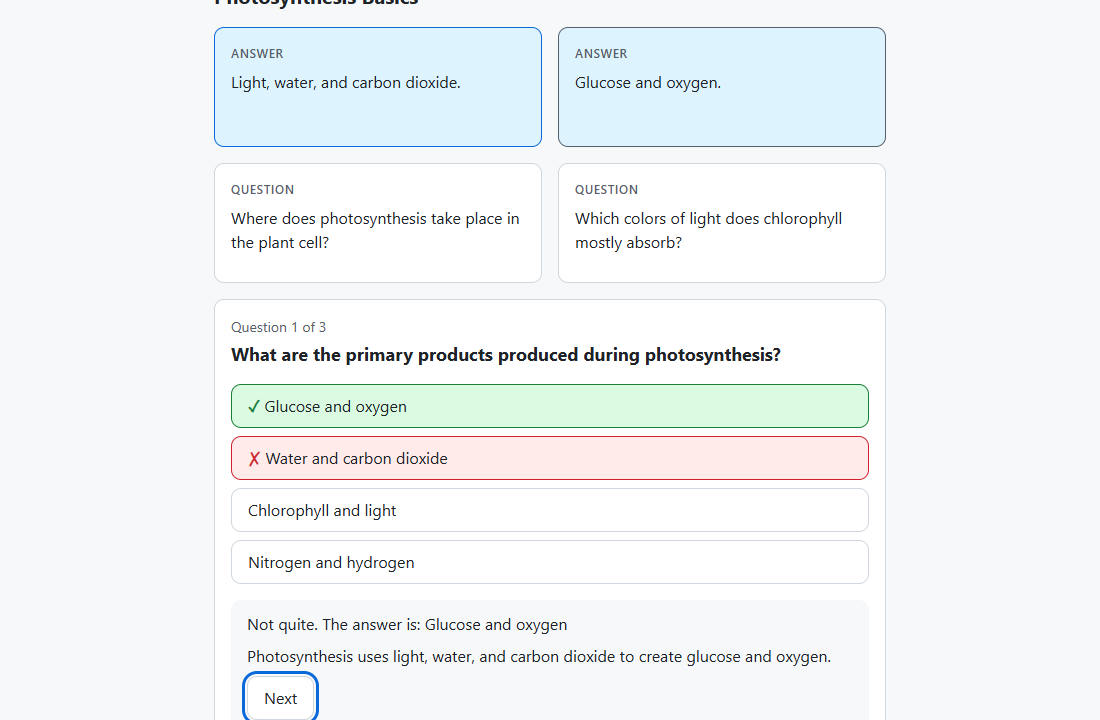 Photosynthesis Basics
ANSWER
Light, water, and carbon dioxide.
ANSWER
Glucose and oxygen.
QUESTION
Where does photosynthesis take place in
the plant cell?
QUESTION
Which colors of light does chlorophyll
mostly absorb?
Question 1 of 3
What are the primary products produced during photosynthesis?
✓ Glucose and oxygen
✗ Water and carbon dioxide
Chlorophyll and light
Nitrogen and hydrogen
Not quite. The answer is: Glucose and oxygen
Photosynthesis uses light, water, and carbon dioxide to create glucose and oxygen.
Next